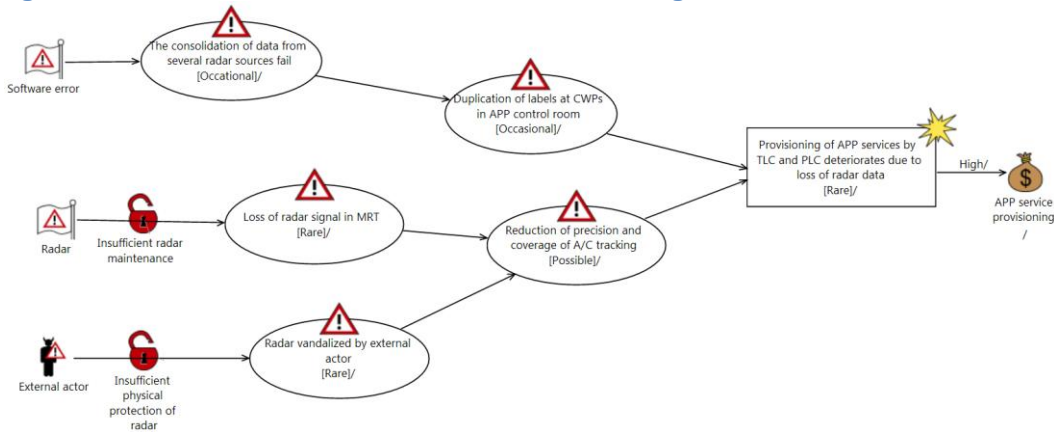 The consolidation of data from
several radar sources fail
[Occational]/
Software error
Duplication of labels at CWPs
in APP control room
[Occasional]/
Provisioning of APP services by
TLC and PLC deteriorates due to
loss of radar data
[Rare]/
High/
$
APP service
provisioning
/
Loss of radar signal in MRT
[Rare]/
Radar
Insufficient radar
maintenance
Reduction of precision and
coverage of A/C tracking
[Possible]/
Radar vandalized by external
actor
[Rare]/
External actor
Insufficient
physical
protection of
radar